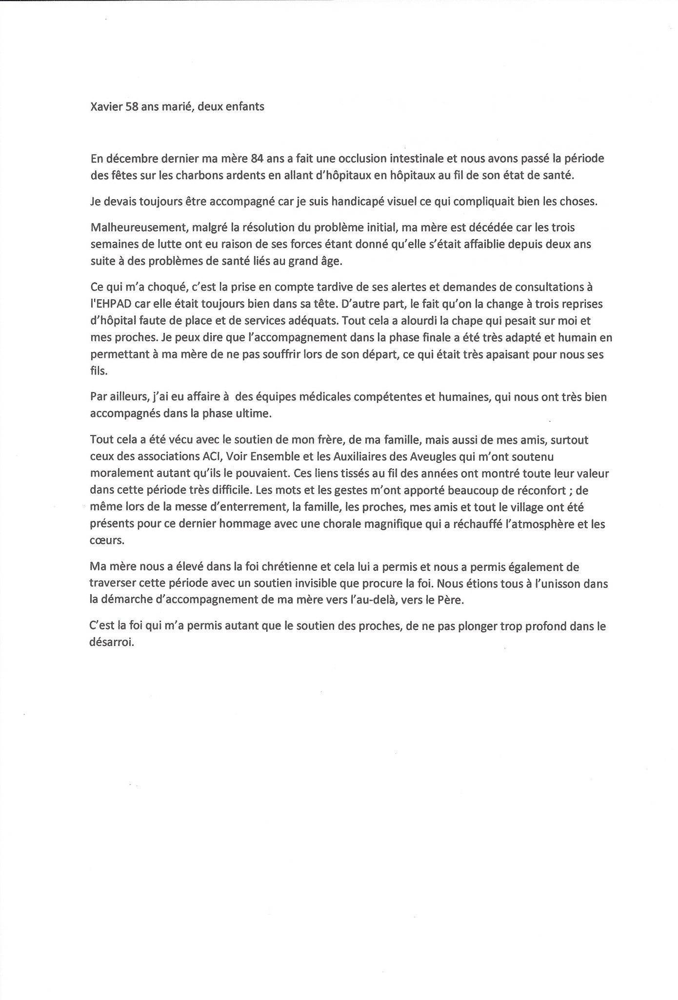 Xavier 58 ans marié, deux enfants
En décembre dernier ma mère 84 ans a fait une occlusion intestinale et nous avons passé la période
des fêtes sur les charbons ardents en allant d’hôpitaux en hôpitaux au fil de son état de santé.
Je devais toujours être accompagné car je suis handicapé visuel ce qui compliquait bien les choses.
Malheureusement, malgré la résolution du problème initial, ma mère est décédée car les trois
semaines de lutte ont eu raison de ses forces étant donné qu’elle s’était affaiblie depuis deux ans
suite à des problèmes de santé liés au grand âge.
Ce qui m’a choqué, c’est la prise en compte tardive de ses alertes et demandes de consultations à
l'EHPAD car elle était toujours bien dans sa tête. D’autre part, le fait qu’on la change à trois reprises
d’hôpital faute de place et de services adéquats. Tout cela a alourdi la chape qui pesait sur moi et
mes proches. Je peux dire que l’accompagnement dans la phase finale a été très adapté et humain en
permettant à ma mère de ne pas souffrir lors de son départ, ce qui était très apaisant pour nous ses
fils.
Par ailleurs, j’ai eu affaire à  des équipes médicales compétentes et humaines, qui nous ont très bien
accompagnés dans la phase ultime.
Tout cela a été vécu avec le soutien de mon frère, de ma famille, mais aussi de mes amis, surtout
ceux des associations ACI, Voir Ensemble et les Auxiliaires des Aveugles qui m’ont soutenu
moralement autant qu’ils le pouvaient. Ces liens tissés au fil des années ont montré toute leur valeur
dans cette période très difficile. Les mots et les gestes m’ont apporté beaucoup de réconfort ; de
même lors de la messe d’enterrement, la famille, les proches, mes amis et tout le village ont été
présents pour ce dernier hommage avec une chorale magnifique qui a réchauffé l’atmosphère et les
cœurs.
Ma mère nous a élevé dans la foi chrétienne et cela lui a permis et nous a permis également de
traverser cette période avec un soutien invisible que procure la foi. Nous étions tous à l’unisson dans
la démarche d’accompagnement de ma mère vers l’au-delà, vers le Père.
C’est la foi qui m’a permis autant que le soutien des proches, de ne pas plonger trop profond dans le
désarroi.